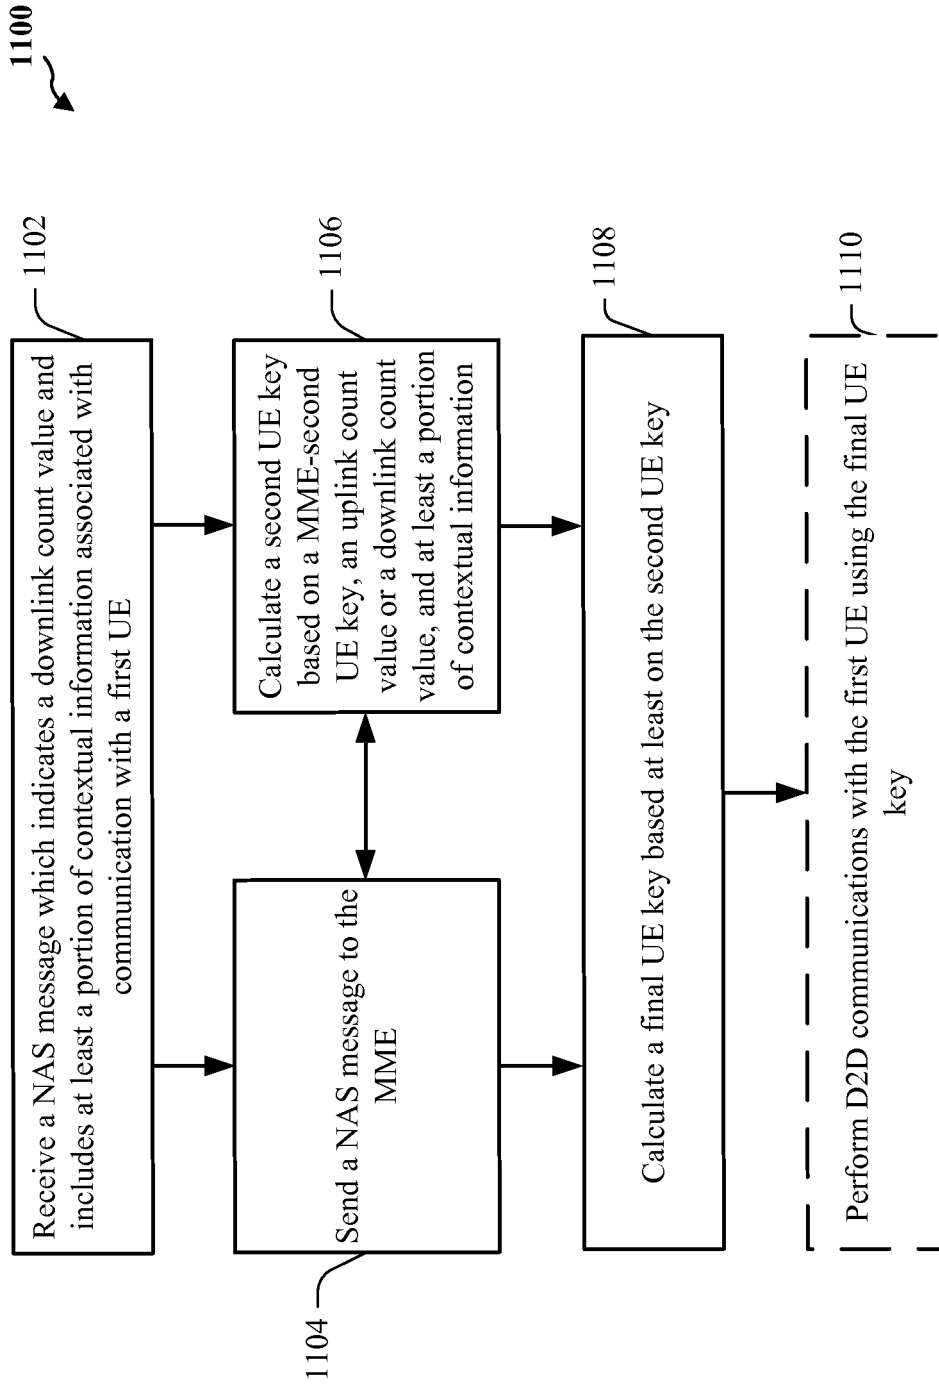 1100
1102
Receive a NAS message which indicates a downlink count value and
includes at least a portion of contextual information associated with
communication with a first UE
1104
Send a NAS message to the
MME
1106
Calculate a second UE key
based on a MME-second
UE key, an uplink count
value or a downlink count
value, and at least a portion
of contextual information
1108
Calculate a final UE key based at least on the second UE key
1110
Perform D2D communications with the first UE using the final UE
key